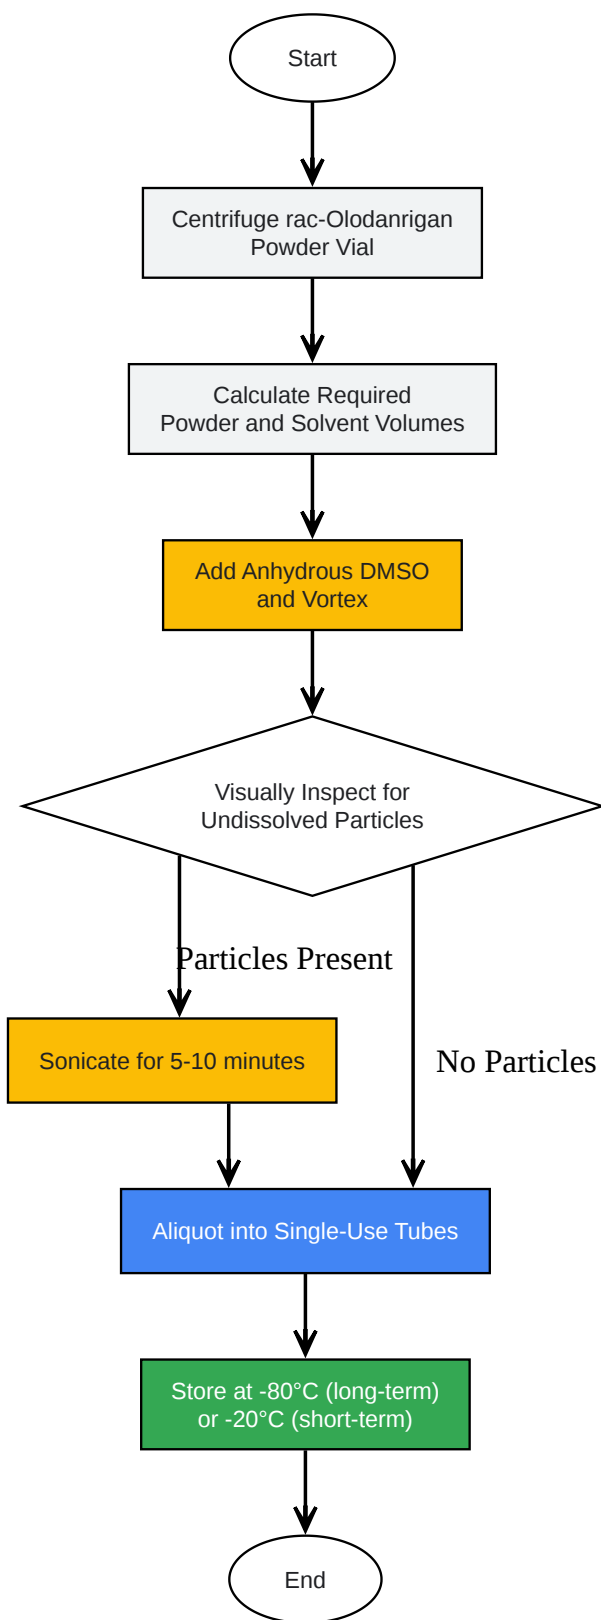 Start
Centrifuge rac-Olodanrigan
Powder Vial
Calculate Required
Powder and Solvent Volumes
Add Anhydrous DMSO
and Vortex
Visually Inspect for
Undissolved Particles
Particles Present
Sonicate for 5-10 minutes
No Particles
Aliquot into Single-Use Tubes
Store at -80°C (long-term)
or -20°C (short-term)
End